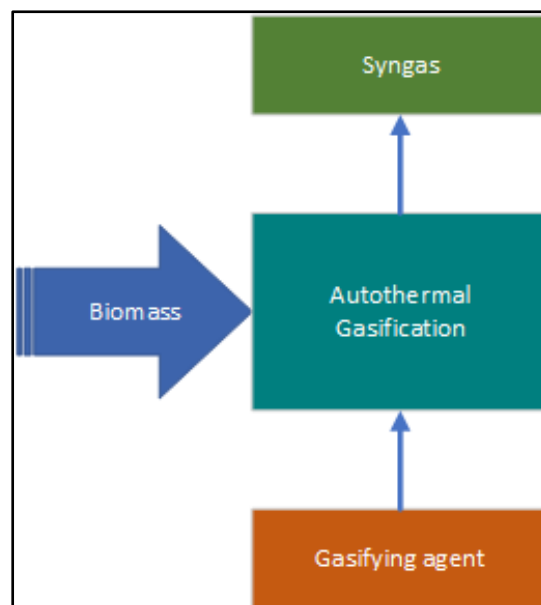 Syngas
Biomass
Autothermal
Gasification
Gasifying agent